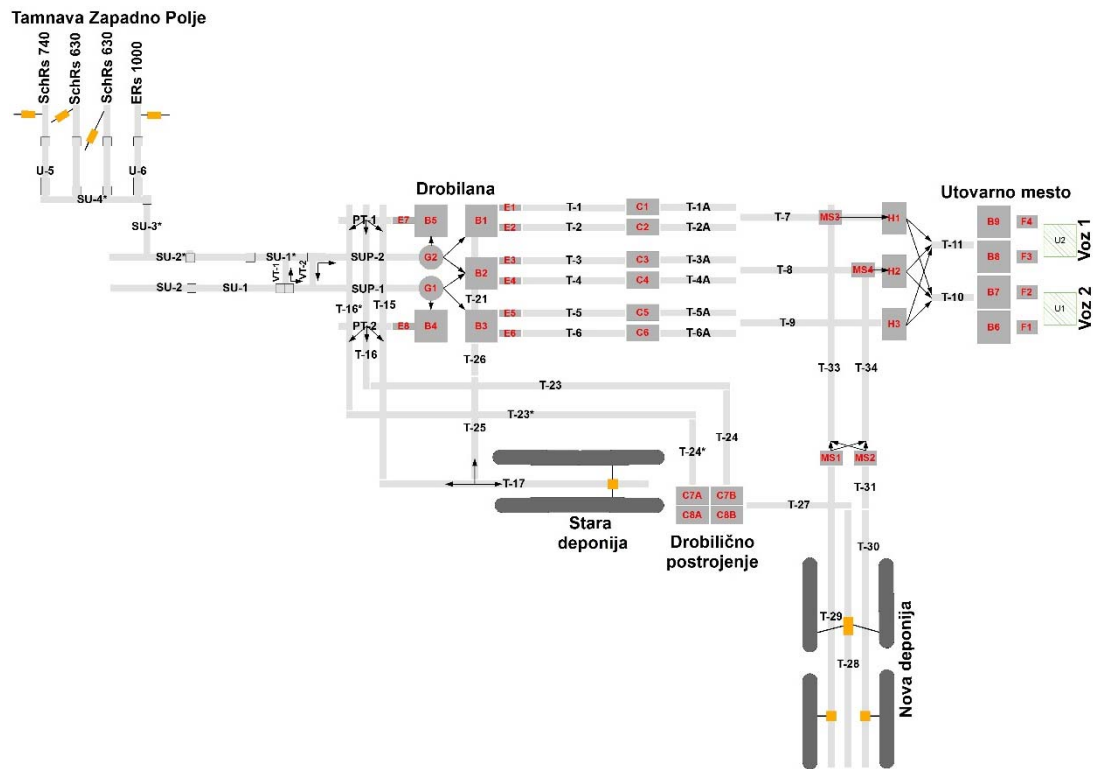 Tamnava Zapadno Polje
SchRs 740
SchRs 630
SchRs 630
ERs 1000
U-5
U-6
SU-4*
SU-3*
SU-2*
SU-1*
SU-2
SU-1
VT-1
VT-2
SUP-2
SUP-1
Drobilana
PT-1
E7
B5
B1
G2
B2
G1
T-21
PT-2
E8
B4
B3
T-16*
T-15
T-16
T-26
E1
T-1
C1
T-1A
E2
T-2
C2
T-2A
E3
T-3
C3
T-3A
E4
T-4
C4
T-4A
E5
T-5
C5
T-5A
E6
T-6
C6
T-6A
T-7
MS3
H1
T-8
MS4
H2
T-9
H3
Utovarno mesto
T-11
T-10
B9
F4
B8
F3
B7
F2
B6
F1
U2
U1
Voz 1
Voz 2
T-33
T-34
T-23
T-23*
T-25
T-24
T-24*
MS1
MS2
T-17
T-31
C7A
C7B
C8A
C8B
T-27
Stara
deponija
Drobilično
postrojenje
T-30
T-29
T-28
Nova deponija